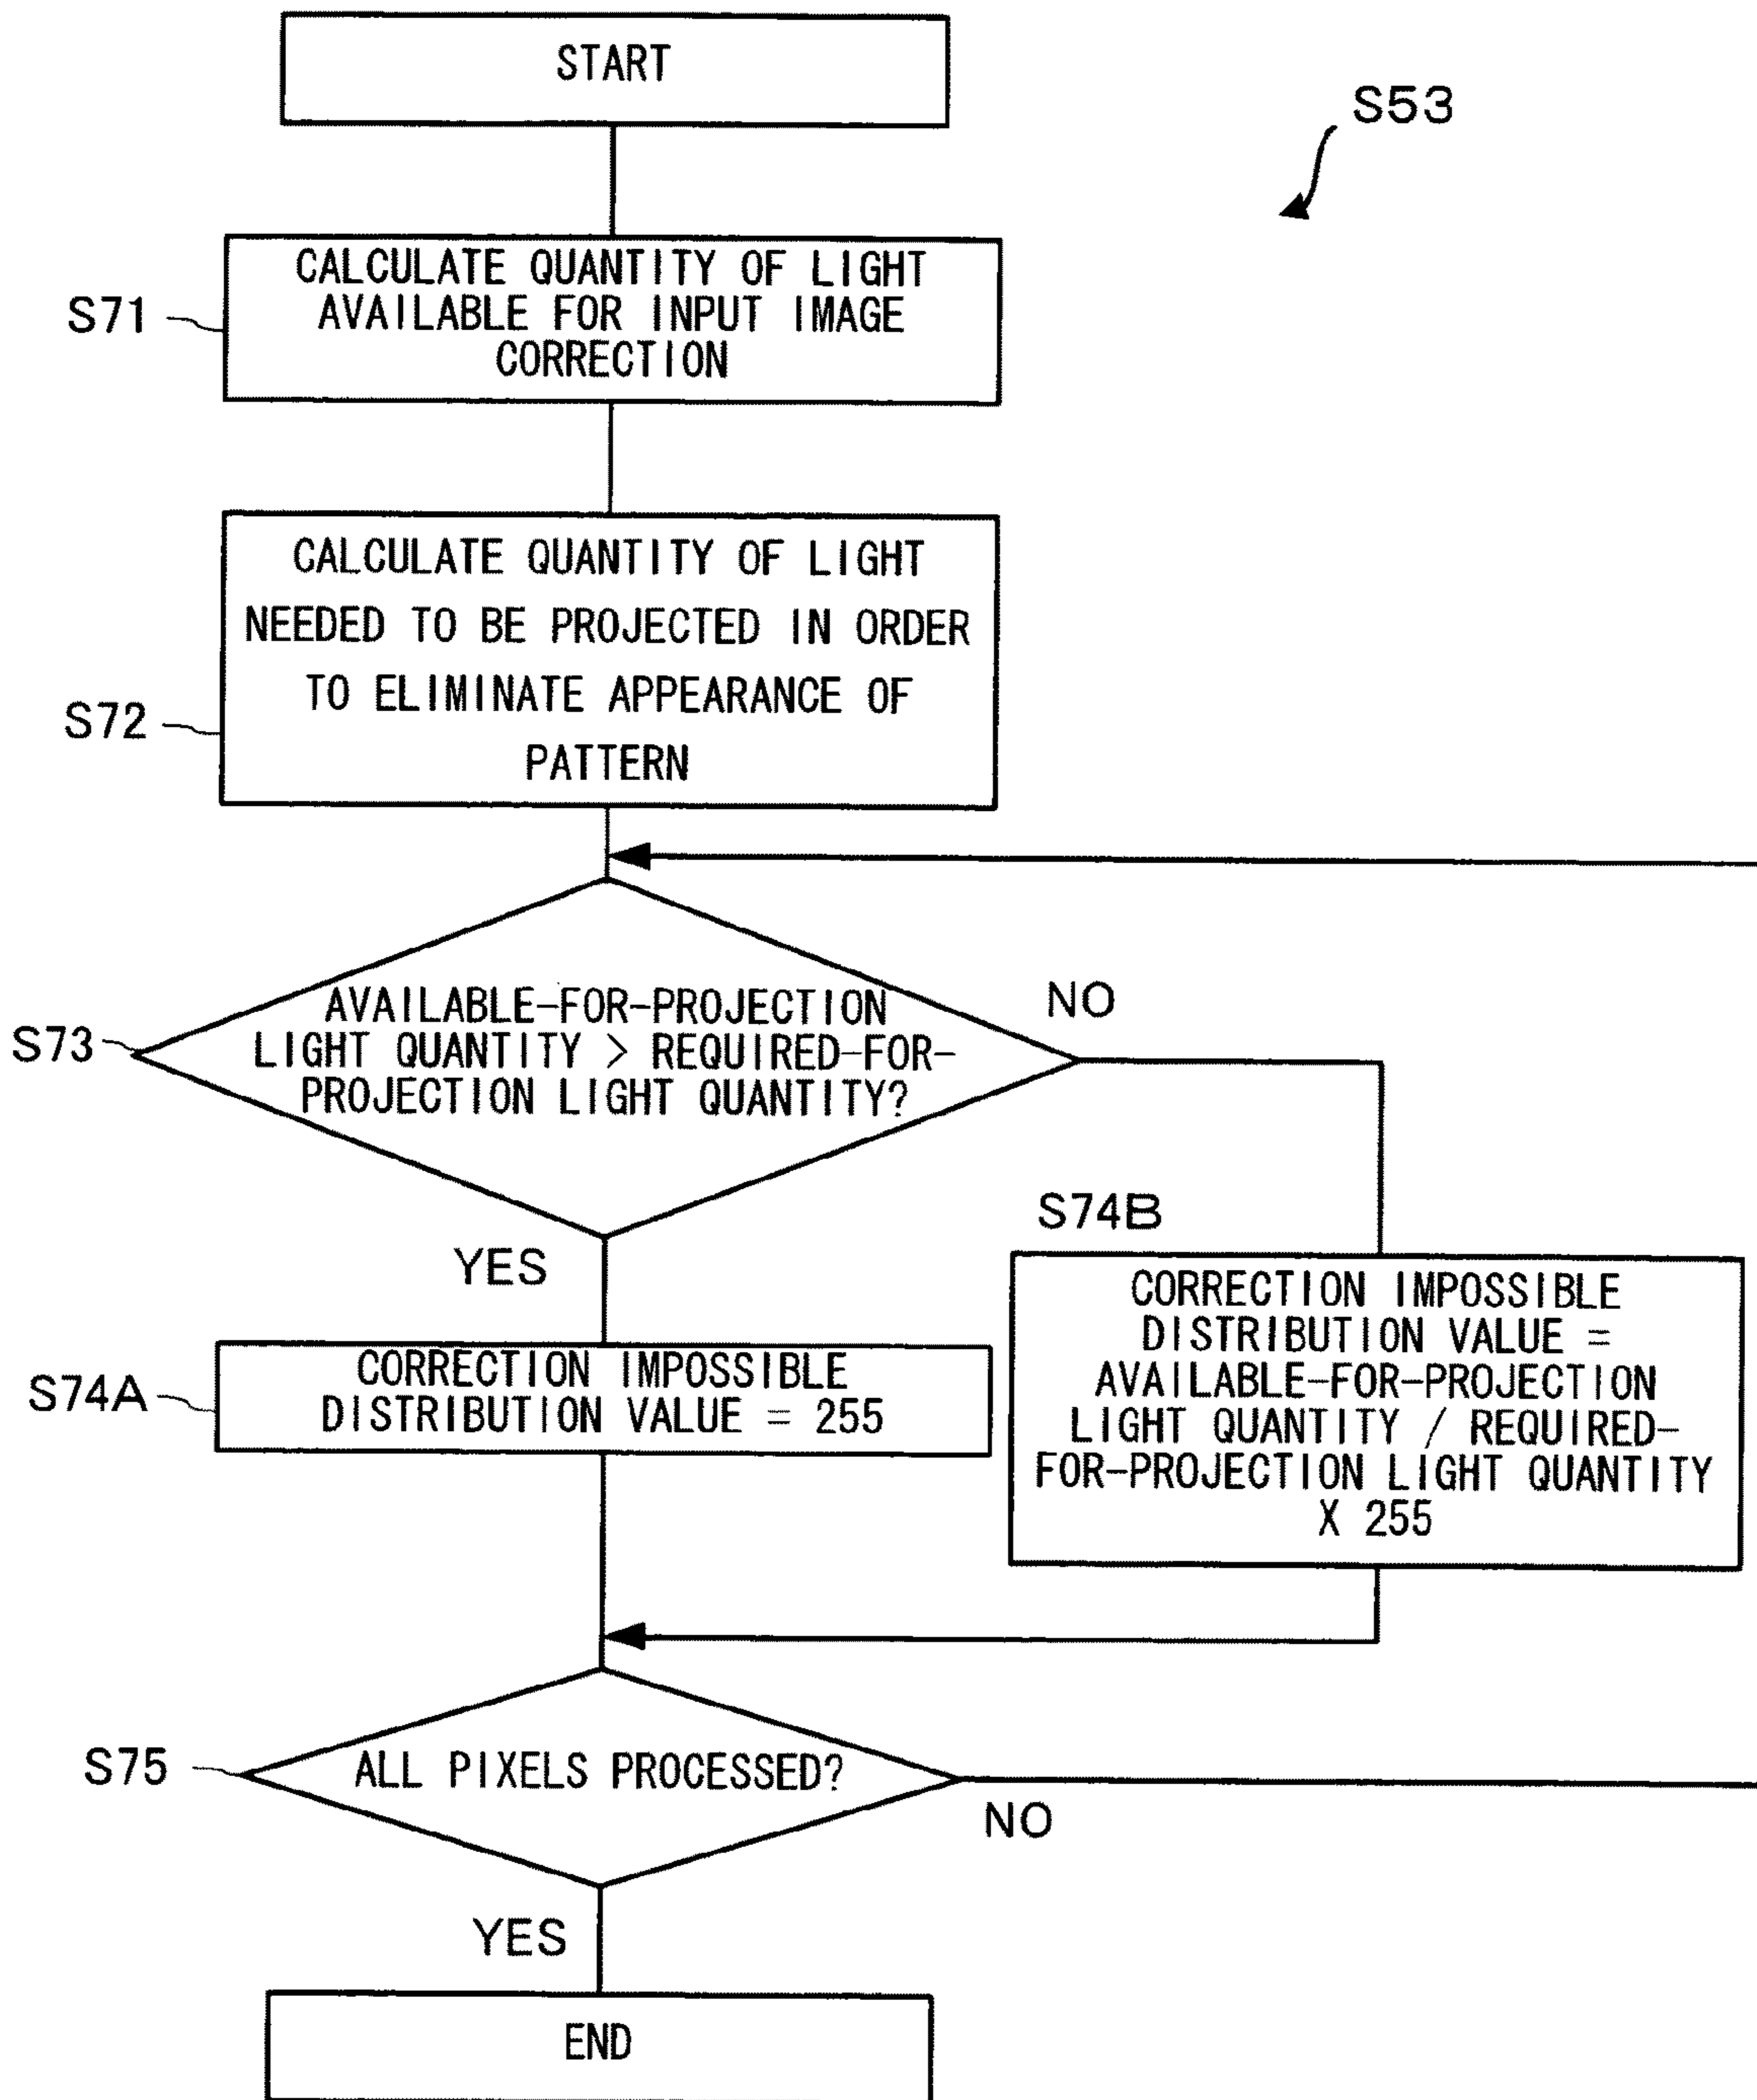 START
S53
S71
CALCULATE QUANTITY OF LIGHT
AVAILABLE FOR INPUT IMAGE
CORRECTION
S72
CALCULATE QUANTITY OF LIGHT
NEEDED TO BE PROJECTED IN ORDER
TO ELIMINATE APPEARANCE OF
PATTERN
S73
AVAILABLE-FOR-PROJECTION
LIGHT QUANTITY > REQUIRED-FOR-
PROJECTION LIGHT QUANTITY?
NO
YES
S74A
CORRECTION IMPOSSIBLE
DISTRIBUTION VALUE = 255
S74B
CORRECTION IMPOSSIBLE
DISTRIBUTION VALUE =
AVAILABLE-FOR-PROJECTION
LIGHT QUANTITY / REQUIRED-
FOR-PROJECTION LIGHT QUANTITY
X 255
S75
ALL PIXELS PROCESSED?
NO
YES
END